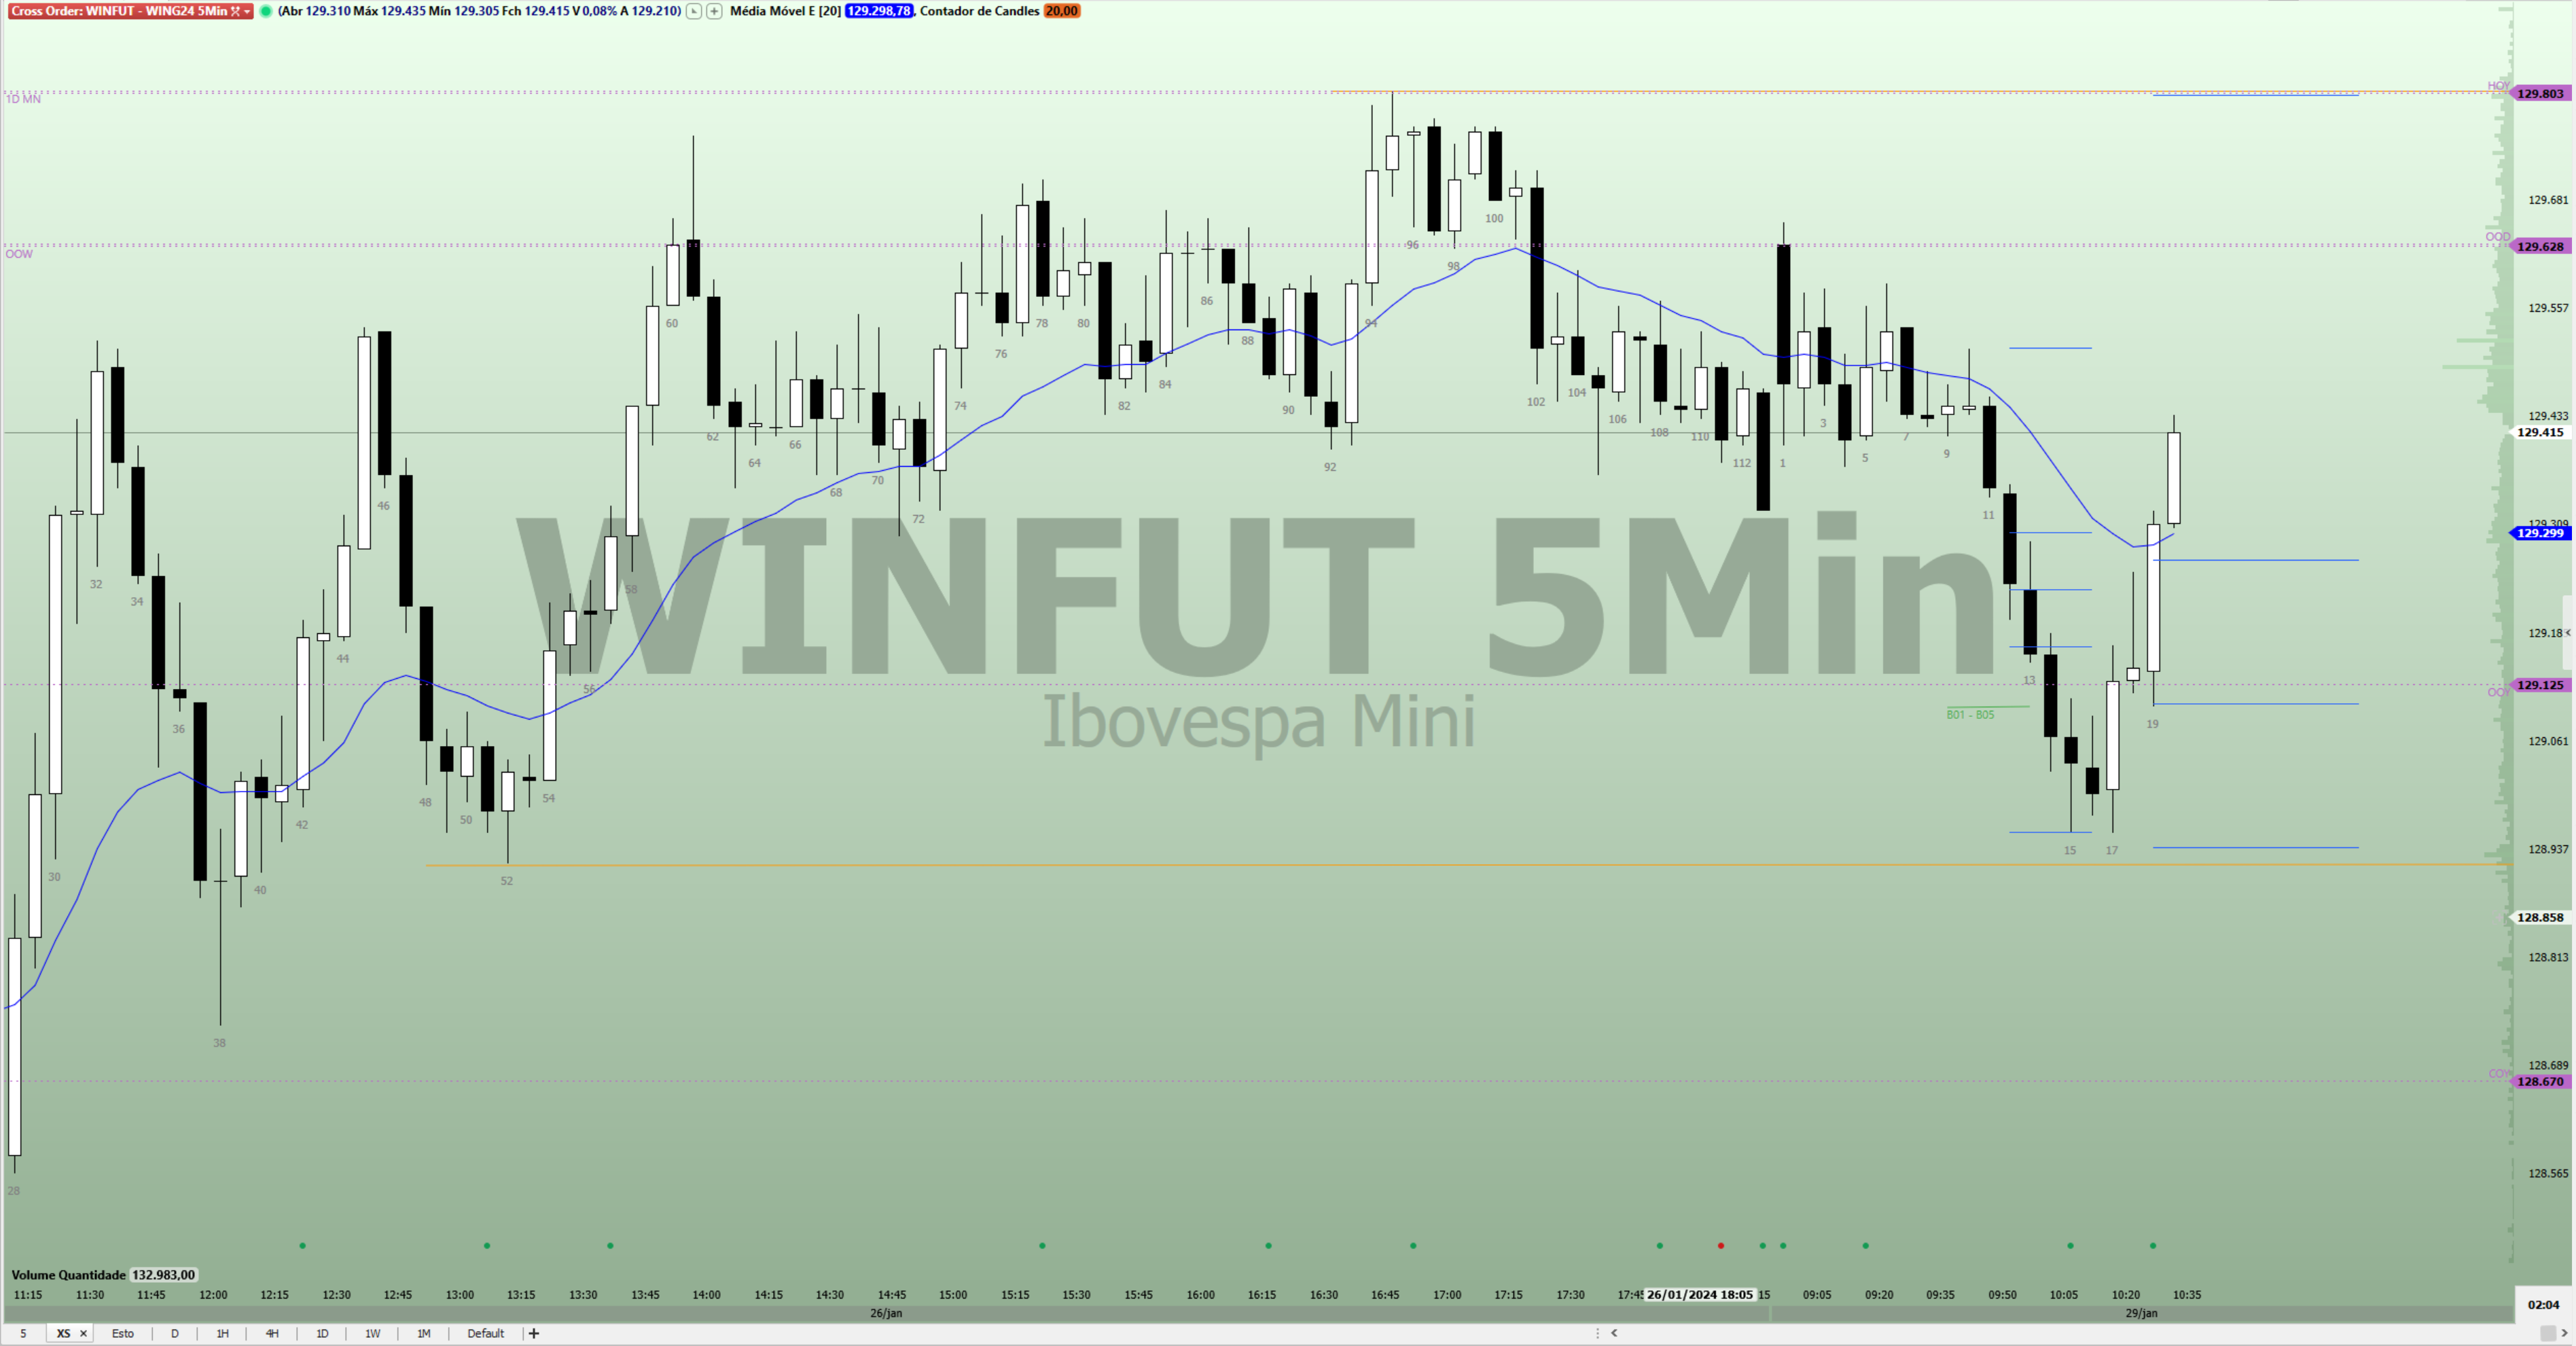 Cross Order: WINFUT - WING24 5Min (Abr 129.310 Máx 129.435 Mín 129.305 Fch 129.415 V 0,08% A 129.210) Média Móvel E [20] 129.298,78, Contador de Candles 20,00
HOY 129.803
1D MN
129.681
OOD 129.628
OOW
129.557
129.433
129.415
129.309
129.299
129.18
OOY 129.125
129.061
128.937
128.858
128.813
128.689
COY 128.670
128.565
WINFUT 5Min
Ibovespa Mini
B01 - B05
28 30 32 34 36 38 40 42 44 46 48 50 52 54 56 58 60 62 64 66 68 70 72 74 76 78 80 82 84 86 88 90 92 94 96 98 100 102 104 106 108 110 112 1 3 5 7 9 11 13 15 17 19
Volume Quantidade 132.983,00
11:15 11:30 11:45 12:00 12:15 12:30 12:45 13:00 13:15 13:30 13:45 14:00 14:15 14:30 14:45 15:00 15:15 15:30 15:45 16:00 16:15 16:30 16:45 17:00 17:15 17:30 17:45 26/01/2024 18:05 15 09:05 09:20 09:35 09:50 10:05 10:20 10:35
02:04
26/jan 29/jan
5 XS × Esto D 1H 4H 1D 1W 1M Default +